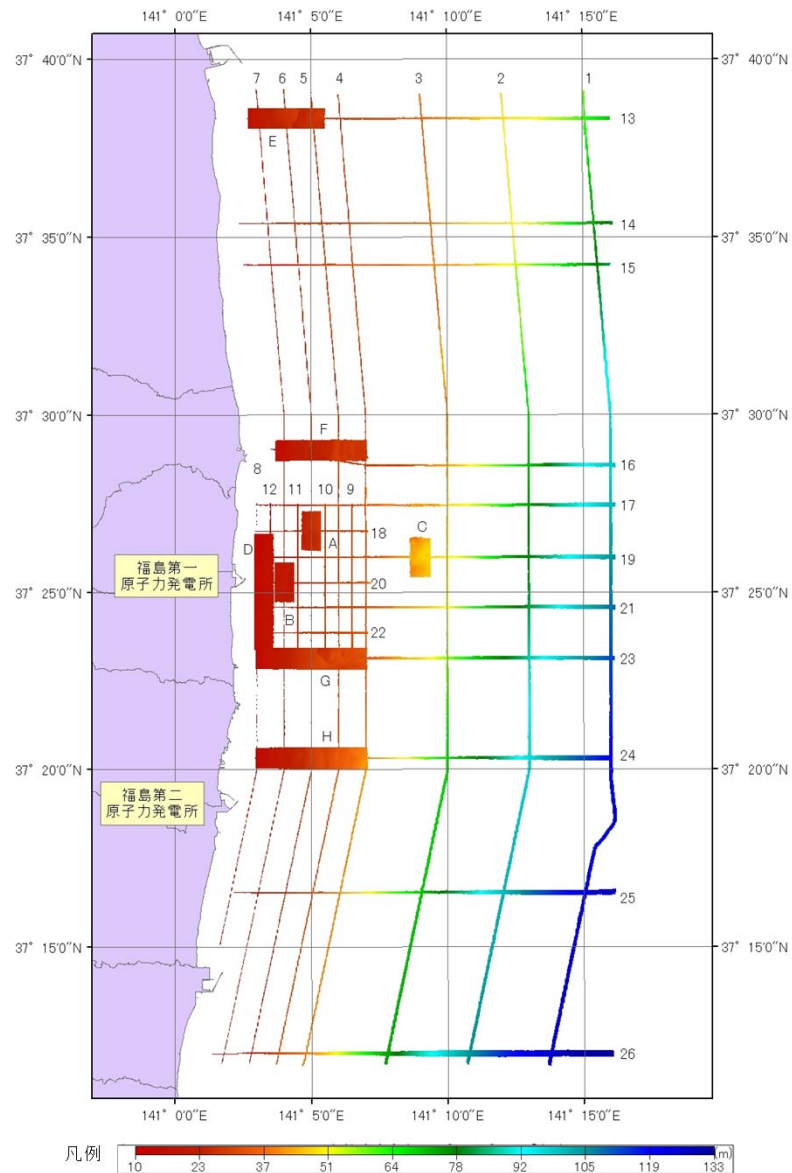 141° 0'0"E 141° 5'0"E 141° 10'0"E 141° 15'0"E
37° 40'0"N 37° 40'0"N
7 6 5 4 3 2 1
13
E
14
37° 35'0"N 37° 35'0"N
15
37° 30'0"N 37° 30'0"N
F
8 16
12 11 10 9 17
18 C
D A
19
福島第一
原子力発電所
37° 25'0"N 20 37° 25'0"N
21
B
22
23
G
H
24
37° 20'0"N 37° 20'0"N
福島第二
原子力発電所
25
37° 15'0"N 37° 15'0"N
26
141° 0'0"E 141° 5'0"E 141° 10'0"E 141° 15'0"E
凡例 (m)
10 23 37 51 64 78 92 105 119 133